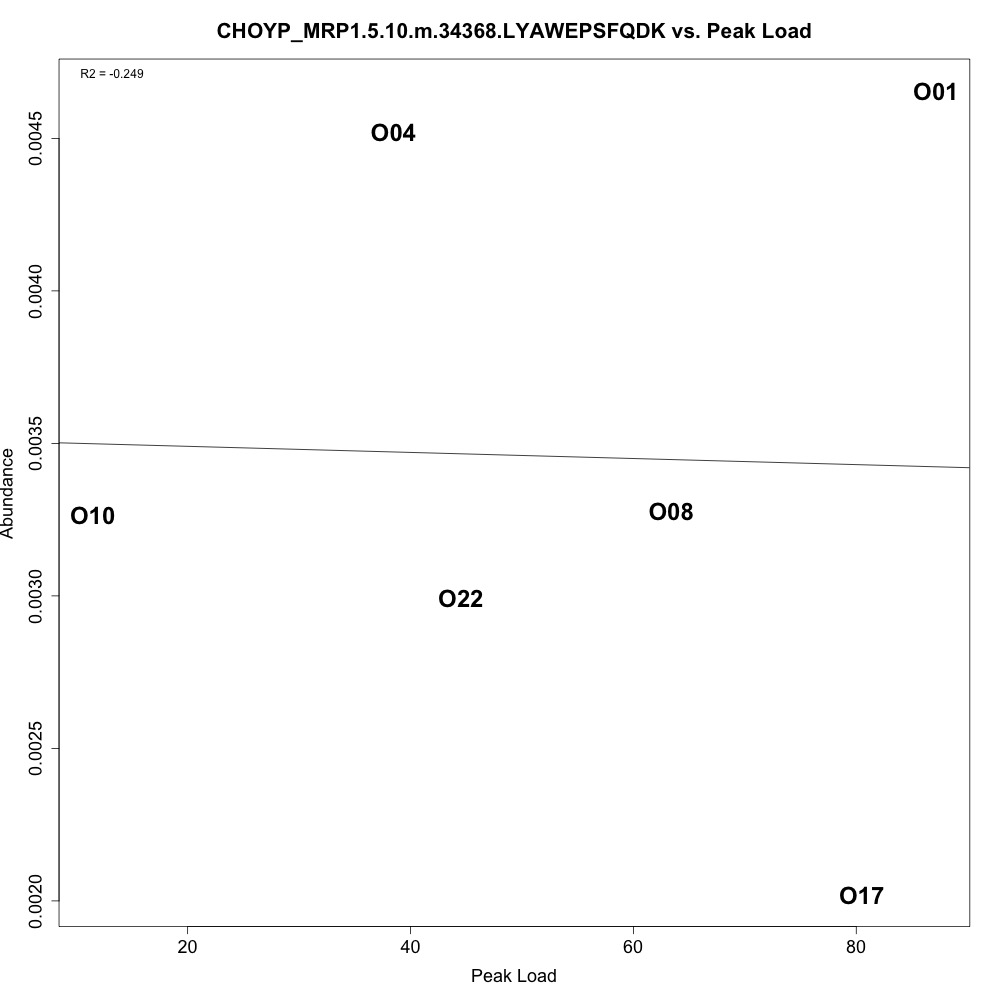 CHOYP_MRP1.5.10.m.34368.LYAWEPSFQDK vs. Peak Load
R2 = -0.249
O01
O04
O10
O08
O22
O17
Abundance
0.0045
0.0040
0.0035
0.0030
0.0025
0.0020
20 40 60 80
Peak Load